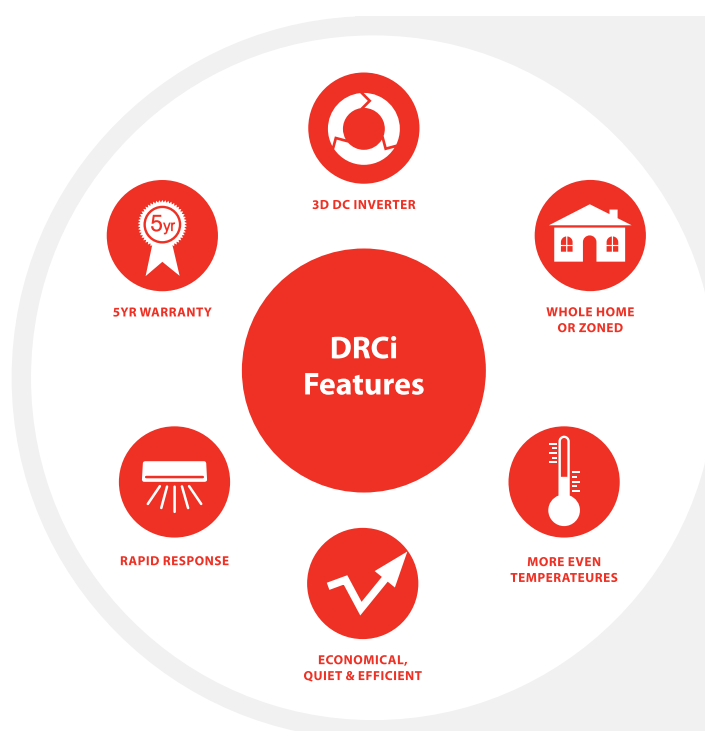 3D DC INVERTER
5yr
5YR WARRANTY
WHOLE HOME
OR ZONED
DRCi
Features
RAPID RESPONSE
MORE EVEN
TEMPERATEURES
ECONOMICAL,
QUIET & EFFICIENT